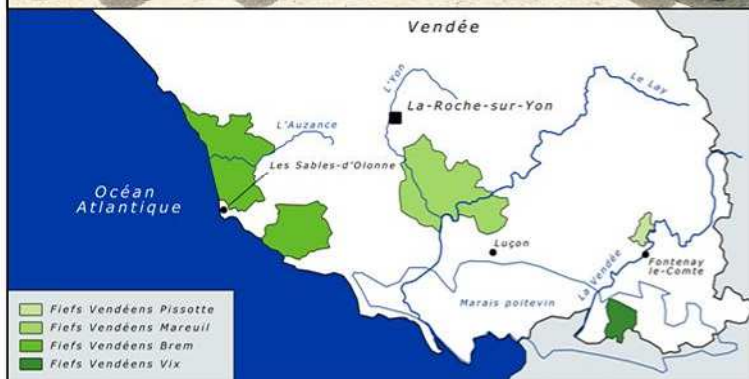 Vendée
L'Yon
Le Lay
La-Roche-sur-Yon
L'Auzance
Les Sables-d'Olonne
Océan
Atlantique
Luçon
La Vendée
Fontenay
le-Comte
Marais poitevin
Fiefs Vendéens Pissotte
Fiefs Vendéens Mareuil
Fiefs Vendéens Brem
Fiefs Vendéens Vix